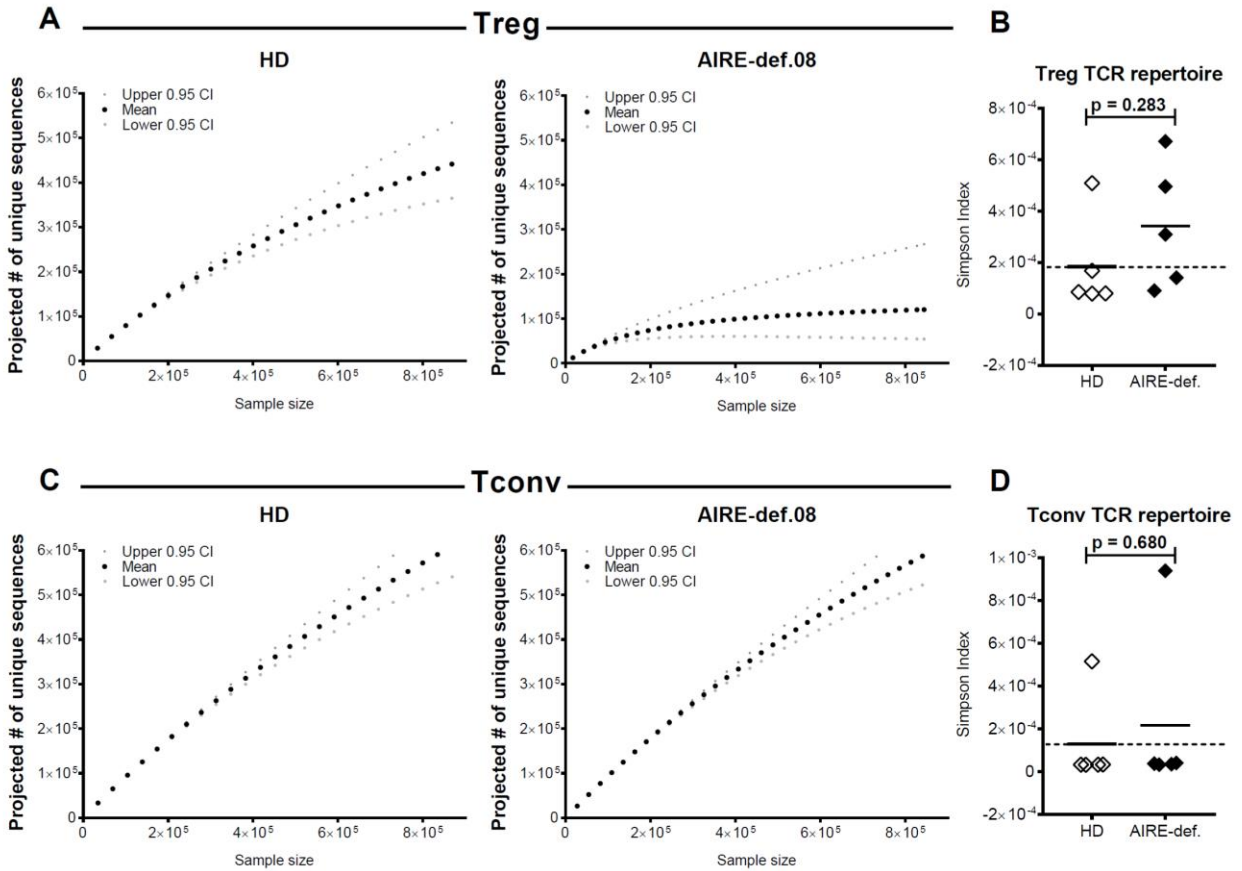 A
Treg
HD
Projected # of unique sequences
6×10⁵
5×10⁵
4×10⁵
3×10⁵
2×10⁵
1×10⁵
0
Upper 0.95 CI
Mean
Lower 0.95 CI
0
2×10⁵
4×10⁵
6×10⁵
8×10⁵
Sample size
AIRE-def.08
Projected # of unique sequences
6×10⁵
5×10⁵
4×10⁵
3×10⁵
2×10⁵
1×10⁵
0
Upper 0.95 CI
Mean
Lower 0.95 CI
0
2×10⁵
4×10⁵
6×10⁵
8×10⁵
Sample size
B
Treg TCR repertoire
p = 0.283
Simpson Index
8×10⁻⁴
6×10⁻⁴
4×10⁻⁴
2×10⁻⁴
0
-2×10⁻⁴
HD
AIRE-def.
C
Tconv
HD
Projected # of unique sequences
6×10⁵
5×10⁵
4×10⁵
3×10⁵
2×10⁵
1×10⁵
0
Upper 0.95 CI
Mean
Lower 0.95 CI
0
2×10⁵
4×10⁵
6×10⁵
8×10⁵
Sample size
AIRE-def.08
Projected # of unique sequences
6×10⁵
5×10⁵
4×10⁵
3×10⁵
2×10⁵
1×10⁵
0
Upper 0.95 CI
Mean
Lower 0.95 CI
0
2×10⁵
4×10⁵
6×10⁵
8×10⁵
Sample size
D
Tconv TCR repertoire
p = 0.680
Simpson Index
1×10⁻³
8×10⁻⁴
6×10⁻⁴
4×10⁻⁴
2×10⁻⁴
0
-2×10⁻⁴
HD
AIRE-def.